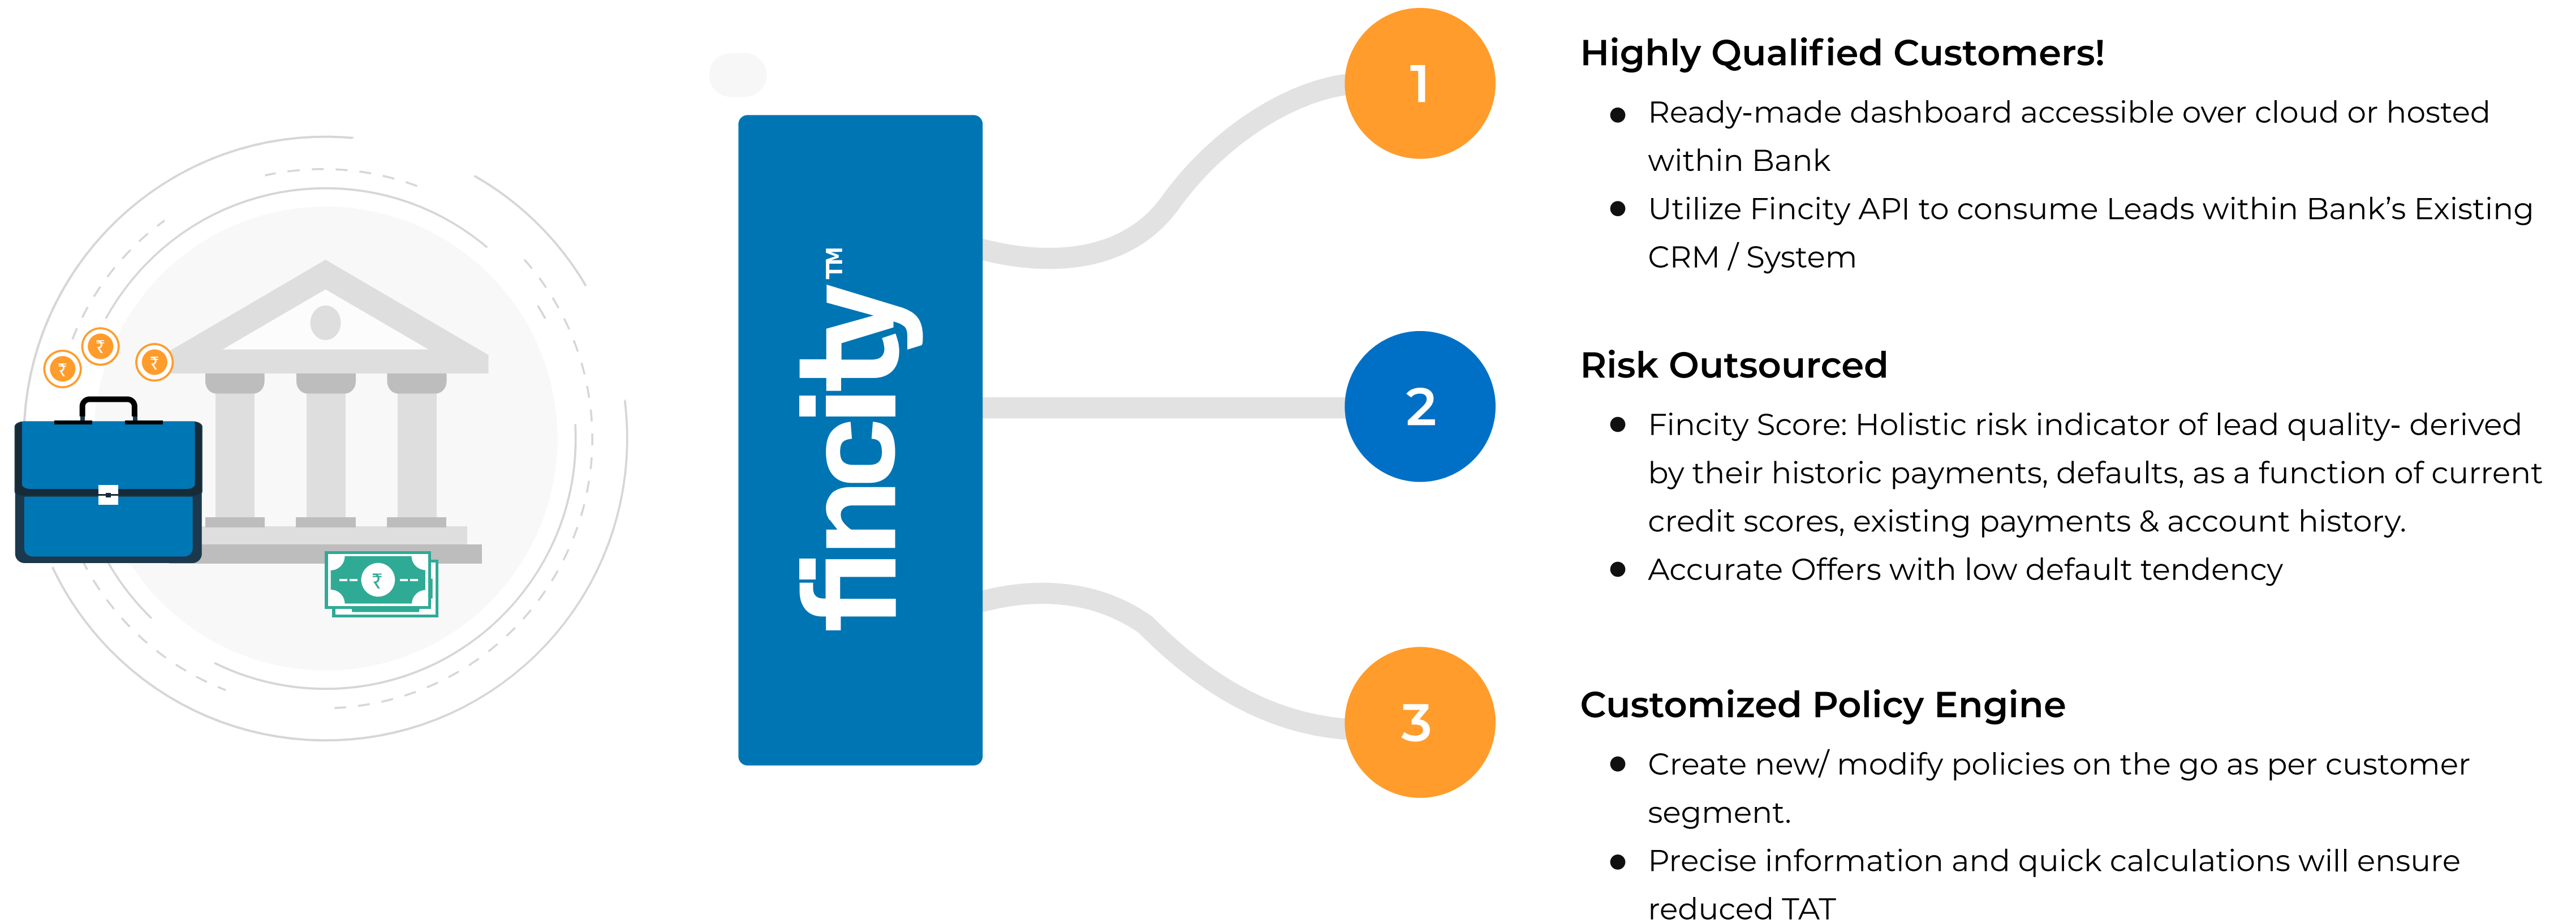 fincity™
1
Highly Qualified Customers!
● Ready-made dashboard accessible over cloud or hosted
within Bank
● Utilize Fincity API to consume Leads within Bank’s Existing
CRM / System
2
Risk Outsourced
● Fincity Score: Holistic risk indicator of lead quality- derived
by their historic payments, defaults, as a function of current
credit scores, existing payments & account history.
● Accurate Offers with low default tendency
3
Customized Policy Engine
● Create new/ modify policies on the go as per customer
segment.
● Precise information and quick calculations will ensure
reduced TAT
₹
₹
₹
₹